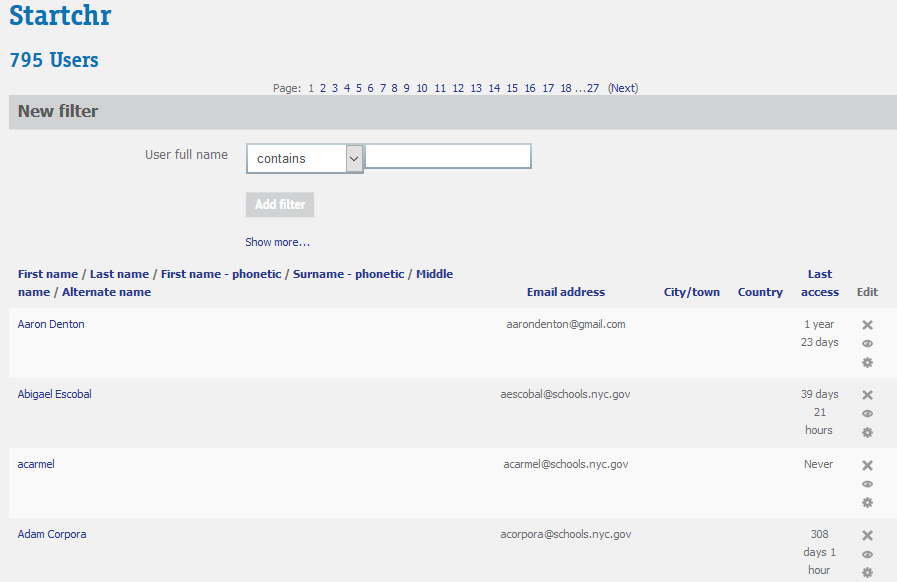 Startchr
795 Users
Page: 1 2 3 4 5 6 7 8 9 10 11 12 13 14 15 16 17 18 ...27 (Next)
New filter
User full name contains
Add filter
Show more...
First name / Last name / First name - phonetic / Surname - phonetic / Middle
name / Alternate name Email address City/town Country Last
access Edit
Aaron Denton aarondenton@gmail.com 1 year
23 days
Abigael Escobal aescobal@schools.nyc.gov 39 days
21
hours
acarmel acarmel@schools.nyc.gov Never
Adam Corpora acorpora@schools.nyc.gov 308
days 1
hour